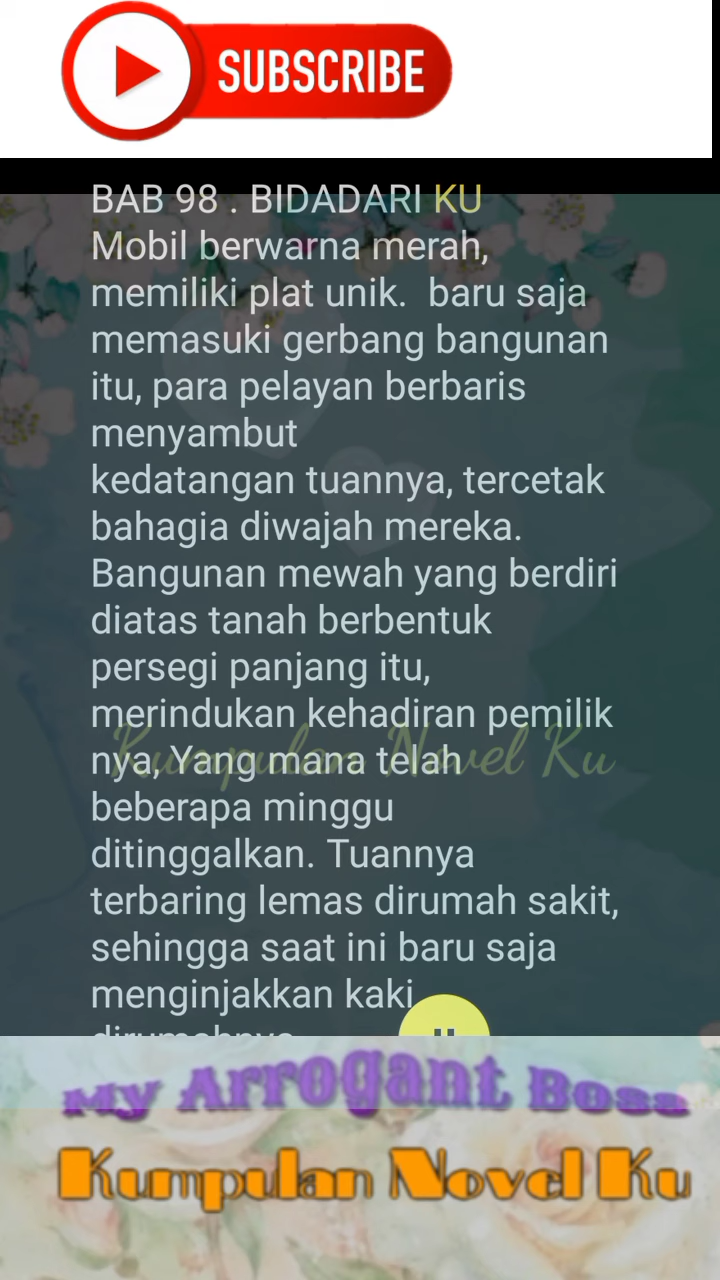 SUBSCRIBE
BAB 98 . BIDADARI KU
Mobil berwarna merah,
memiliki plat unik.  baru saja
memasuki gerbang bangunan
itu, para pelayan berbaris
menyambut
kedatangan tuannya, tercetak
bahagia diwajah mereka.
Bangunan mewah yang berdiri
diatas tanah berbentuk
persegi panjang itu,
merindukan kehadiran pemilik
nya, Yang mana telah
Kumpulan Novel Ku
beberapa minggu
ditinggalkan. Tuannya
terbaring lemas dirumah sakit,
sehingga saat ini baru saja
menginjakkan kaki
dirumahnya
My Arrogant Boss
Kumpulan Novel Ku